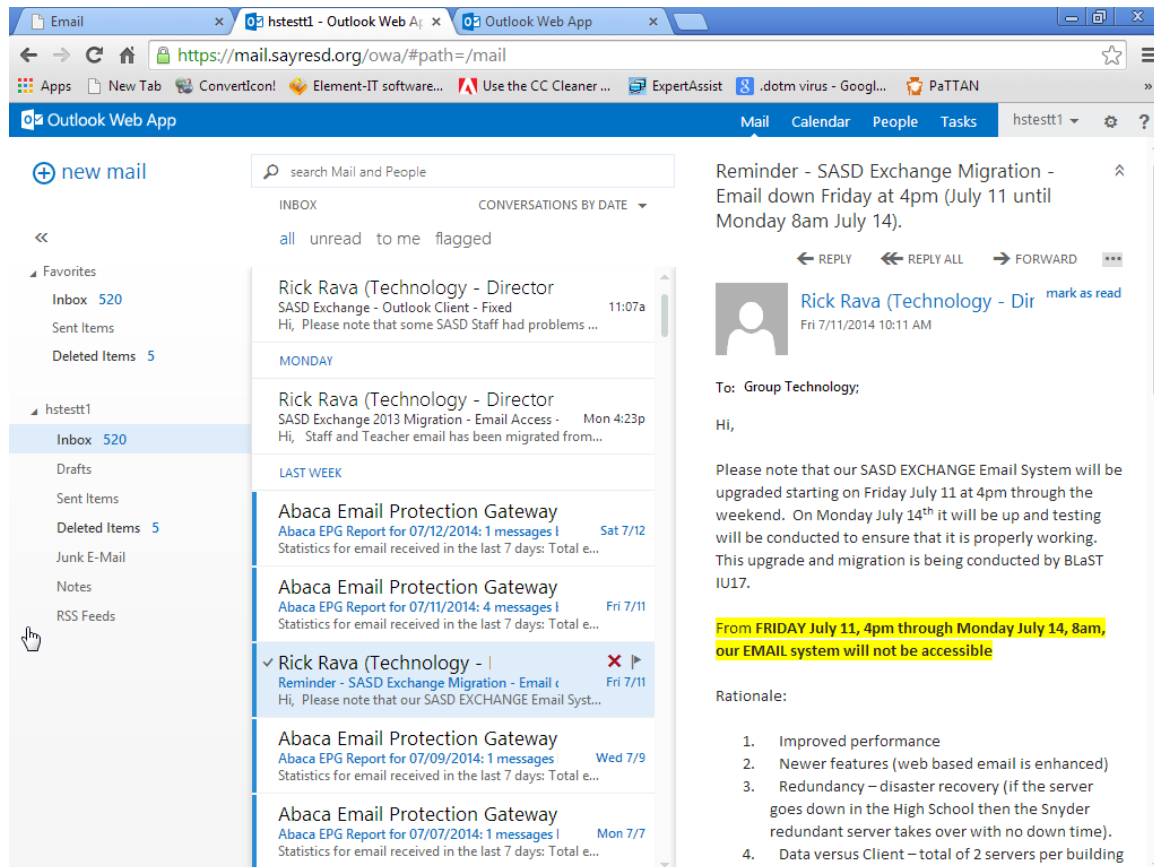 Email
hstestt1 - Outlook Web Ap
Outlook Web App
https://mail.sayresd.org/owa/#path=/mail
Apps New Tab ConvertIcon! Element-IT software... Use the CC Cleaner ... ExpertAssist .dotm virus - Googl... PaTTAN »
Outlook Web App
Mail Calendar People Tasks hstestt1 ?
new mail
«
Favorites
Inbox 520
Sent Items
Deleted Items 5
hstestt1
Inbox 520
Drafts
Sent Items
Deleted Items 5
Junk E-Mail
Notes
RSS Feeds
search Mail and People
INBOX CONVERSATIONS BY DATE
all unread to me flagged
Rick Rava (Technology - Director
SASD Exchange - Outlook Client - Fixed 11:07a
Hi, Please note that some SASD Staff had problems ...
MONDAY
Rick Rava (Technology - Director
SASD Exchange 2013 Migration - Email Access - Mon 4:23p
Hi, Staff and Teacher email has been migrated from...
LAST WEEK
Abaca Email Protection Gateway
Abaca EPG Report for 07/12/2014: 1 messages Sat 7/12
Statistics for email received in the last 7 days: Total e...
Abaca Email Protection Gateway
Abaca EPG Report for 07/11/2014: 4 messages Fri 7/11
Statistics for email received in the last 7 days: Total e...
Rick Rava (Technology -
Reminder - SASD Exchange Migration - Email Fri 7/11
Hi, Please note that our SASD EXCHANGE Email Syst...
Abaca Email Protection Gateway
Abaca EPG Report for 07/09/2014: 1 messages Wed 7/9
Statistics for email received in the last 7 days: Total e...
Abaca Email Protection Gateway
Abaca EPG Report for 07/07/2014: 1 messages Mon 7/7
Statistics for email received in the last 7 days: Total e...
Reminder - SASD Exchange Migration -
Email down Friday at 4pm (July 11 until
Monday 8am July 14).
REPLY REPLY ALL FORWARD ...
Rick Rava (Technology - Dir mark as read
Fri 7/11/2014 10:11 AM
To: Group Technology;
Hi,
Please note that our SASD EXCHANGE Email System will be
upgraded starting on Friday July 11 at 4pm through the
weekend. On Monday July 14th it will be up and testing
will be conducted to ensure that it is properly working.
This upgrade and migration is being conducted by BLaST
IU17.
From FRIDAY July 11, 4pm through Monday July 14, 8am,
our EMAIL system will not be accessible
Rationale:
1. Improved performance
2. Newer features (web based email is enhanced)
3. Redundancy – disaster recovery (if the server
goes down in the High School then the Snyder
redundant server takes over with no down time).
4. Data versus Client – total of 2 servers per building